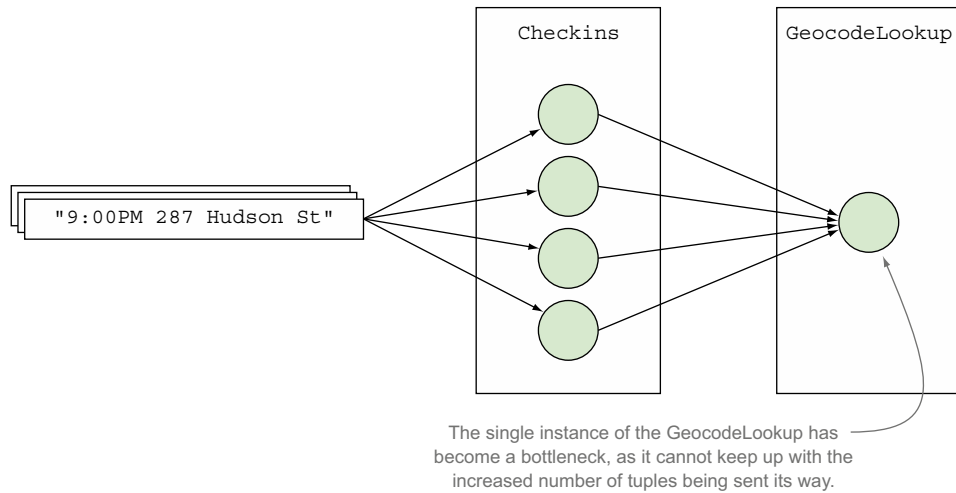 Checkins
GeocodeLookup
"9:00PM 287 Hudson St"
The single instance of the GeocodeLookup has
become a bottleneck, as it cannot keep up with the
increased number of tuples being sent its way.